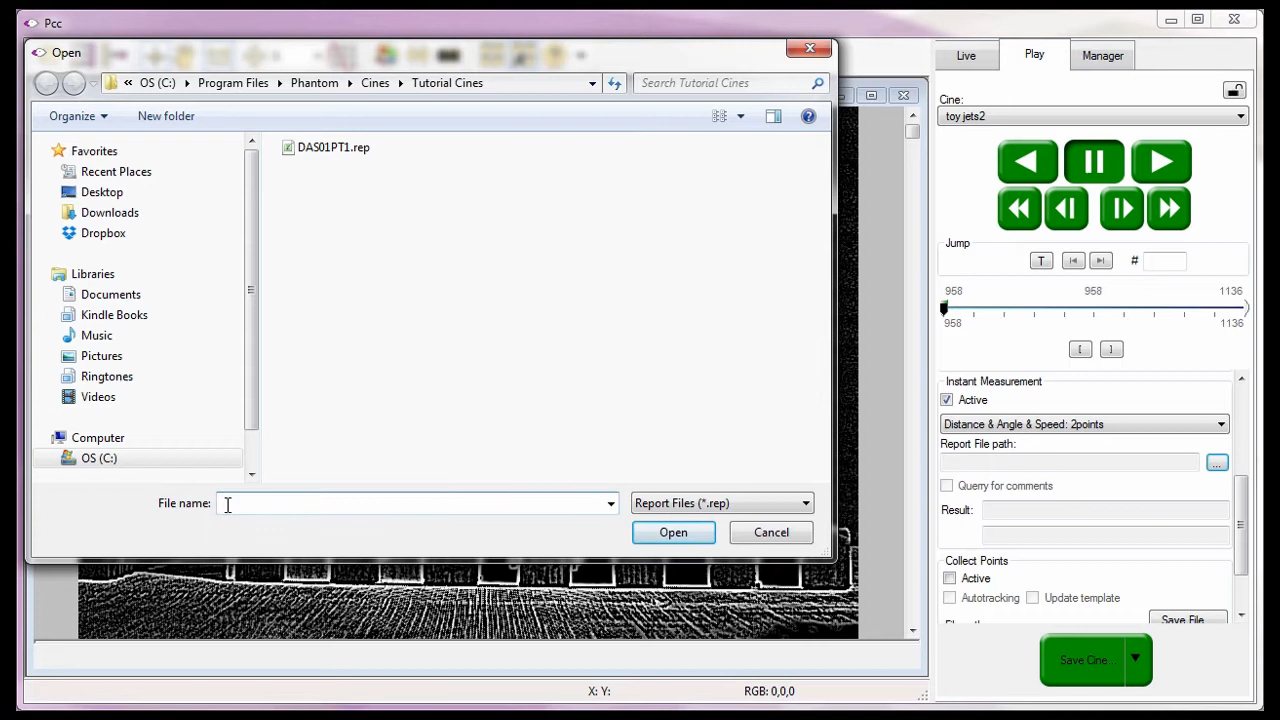 Pcc
Open
« OS (C:) Program Files Phantom Cines Tutorial Cines
Search Tutorial Cines
Organize
New folder
Favorites
Recent Places
Desktop
Downloads
Dropbox
Libraries
Documents
Kindle Books
Music
Pictures
Ringtones
Videos
Computer
OS (C:)
DAS01PT1.rep
File name:
Report Files (*.rep)
Open
Cancel
X: Y:
RGB: 0,0,0
Live
Play
Manager
Cine:
toy jets2
Jump
T
#
958 958 1136
958 1136
[ ]
Instant Measurement
Active
Distance & Angle & Speed: 2points
Report File path:
...
Querry for comments
Result:
Collect Points
Active
Autotracking
Update template
Save File
Save Cine...